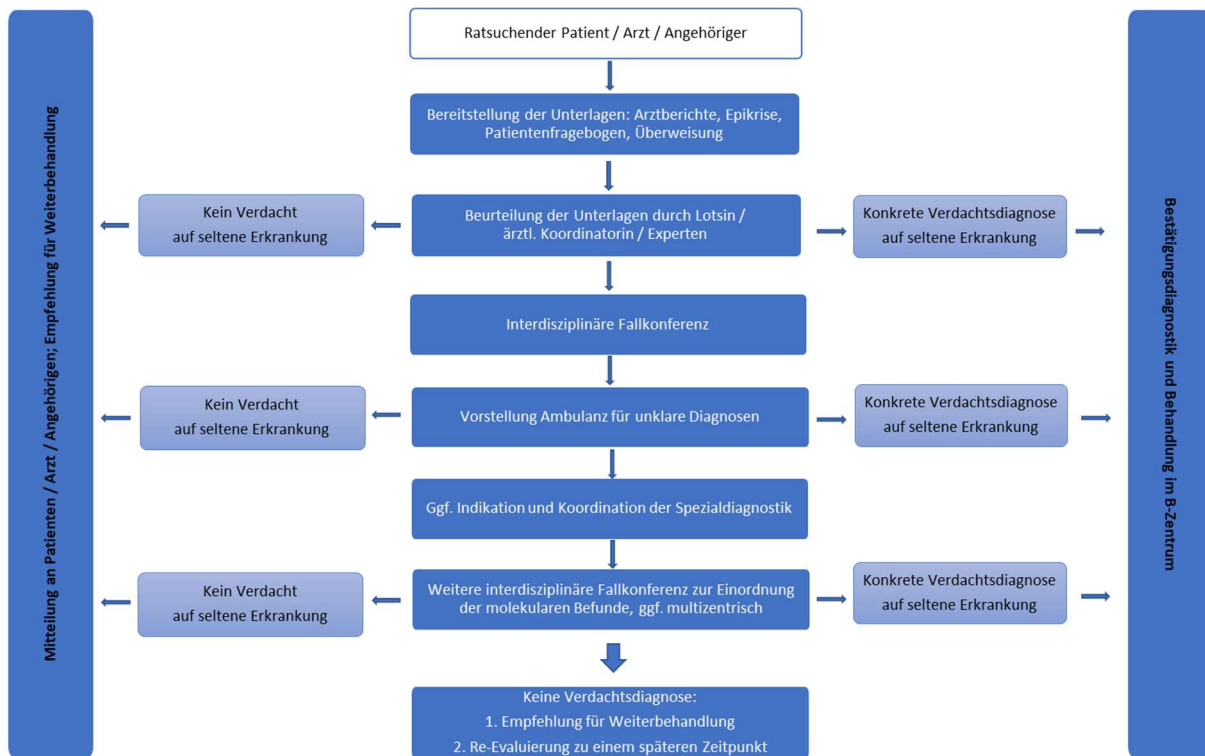 Ratsuchender Patient / Arzt / Angehöriger
Bereitstellung der Unterlagen: Arztberichte, Epikrise,
Patientenfragebogen, Überweisung
Kein Verdacht
auf seltene Erkrankung
Beurteilung der Unterlagen durch Lotsin /
ärztl. Koordinatorin / Experten
Konkrete Verdachtsdiagnose
auf seltene Erkrankung
Interdisziplinäre Fallkonferenz
Kein Verdacht
auf seltene Erkrankung
Vorstellung Ambulanz für unklare Diagnosen
Konkrete Verdachtsdiagnose
auf seltene Erkrankung
Ggf. Indikation und Koordination der Spezialdiagnostik
Kein Verdacht
auf seltene Erkrankung
Weitere interdisziplinäre Fallkonferenz zur Einordnung
der molekularen Befunde, ggf. multizentrisch
Konkrete Verdachtsdiagnose
auf seltene Erkrankung
Keine Verdachtsdiagnose:
1. Empfehlung für Weiterbehandlung
2. Re-Evaluierung zu einem späteren Zeitpunkt
Mitteilung an Patienten / Arzt / Angehörigen; Empfehlung für Weiterbehandlung
Bestätigungsdiagnostik und Behandlung im B-Zentrum